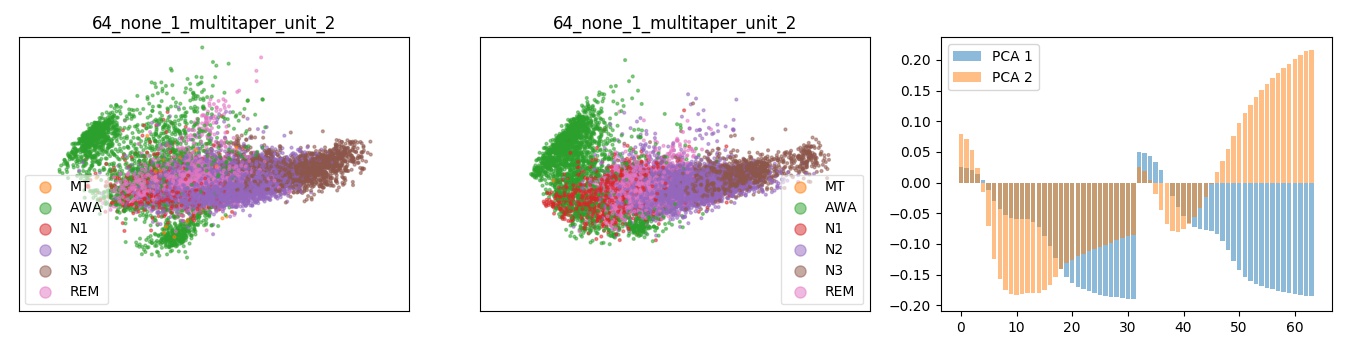 64_none_1_multitaper_unit_2
MT
AWA
N1
N2
N3
REM
64_none_1_multitaper_unit_2
MT
AWA
N1
N2
N3
REM
PCA 1
PCA 2
0.20
0.15
0.10
0.05
0.00
−0.05
−0.10
−0.15
−0.20
0 10 20 30 40 50 60